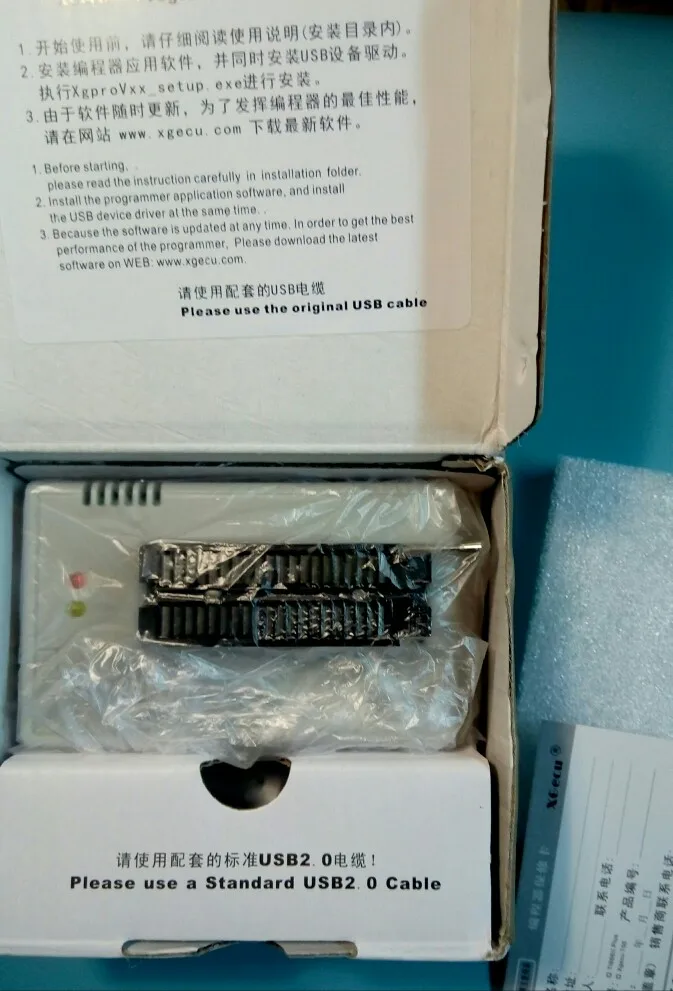 1.开始使用前，请仔细阅读使用说明(安装目录内)。
2.安装编程器应用软件，并同时安装USB设备驱动。
执行XgproVxx_setup.exe进行安装。
3.由于软件随时更新，为了发挥编程器的最佳性能，
请在网站 www.xgecu.com 下载最新软件。
1. Before starting, .
please read the instruction carefully in installation folder.
2. Install the programmer application software, and install
the USB device driver at the same time. .
3. Because the software is updated at any time. In order to get the best
performance of the programmer, Please download the latest
software on WEB: www.xgecu.com.
请使用配套的USB电缆
Please use the original USB cable
请使用配套的标准USB2.0电缆!
Please use a Standard USB2.0 Cable
XGecu ®
编程器保修卡
联系电话:
产品编号:
年 月 日
销售商联系电话: